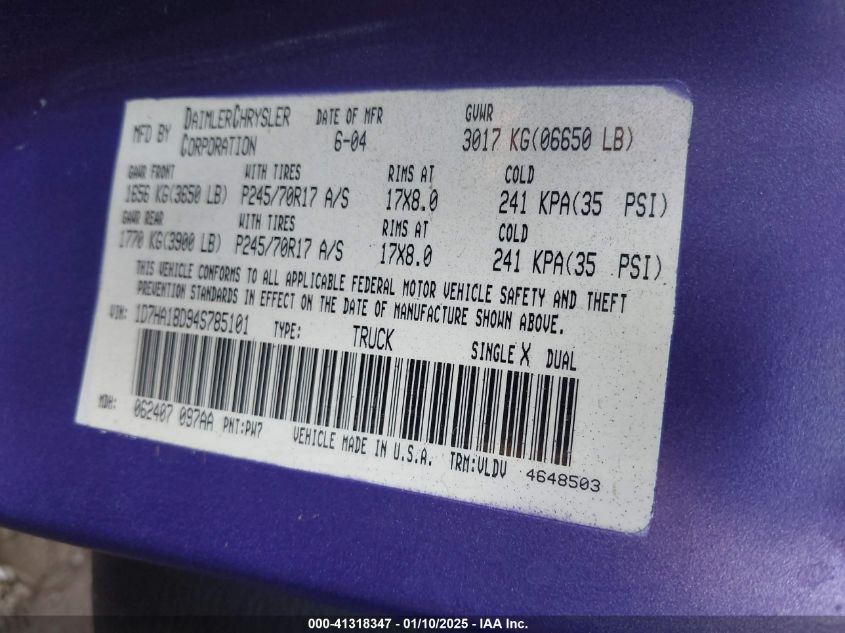 MFD BY DAIMLERCHRYSLER CORPORATION DATE OF MFR 6-04 GVWR 3017 KG(06650 LB)
GAWR FRONT WITH TIRES RIMS AT COLD
1656 KG(3650 LB) P245/70R17 A/S 17X8.0 241 KPA(35 PSI)
GAWR REAR WITH TIRES RIMS AT COLD
1770 KG(3900 LB) P245/70R17 A/S 17X8.0 241 KPA(35 PSI)
THIS VEHICLE CONFORMS TO ALL APPLICABLE FEDERAL MOTOR VEHICLE SAFETY AND THEFT
PREVENTION STANDARDS IN EFFECT ON THE DATE OF MANUFACTURE SHOWN ABOVE.
VIN: 1D7HA18D94S785101 TYPE: TRUCK SINGLE X DUAL
MDH: 062407 097AA PNT:PW7 VEHICLE MADE IN U.S.A. TRM:VLDV 4648503
000-41318347 - 01/10/2025 - IAA Inc.